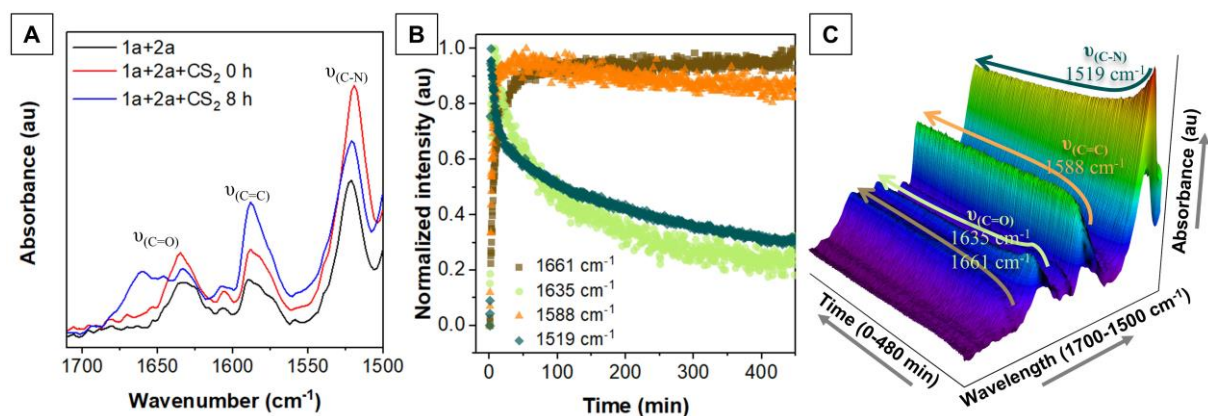 A
1a+2a
1a+2a+CS₂ 0 h
1a+2a+CS₂ 8 h
υ(C-N)
υ(C=C)
υ(C=O)
Absorbance (au)
1700 1650 1600 1550 1500
Wavenumber (cm⁻¹)
B
Normalized intensity (au)
1.0
0.8
0.6
0.4
0.2
0.0
1661 cm⁻¹
1635 cm⁻¹
1588 cm⁻¹
1519 cm⁻¹
0 100 200 300 400
Time (min)
C
υ(C-N)
1519 cm⁻¹
υ(C=C)
1588 cm⁻¹
υ(C=O)
1635 cm⁻¹
1661 cm⁻¹
Absorbance (au)
Time (0-480 min)
Wavelength (1700-1500 cm⁻¹)